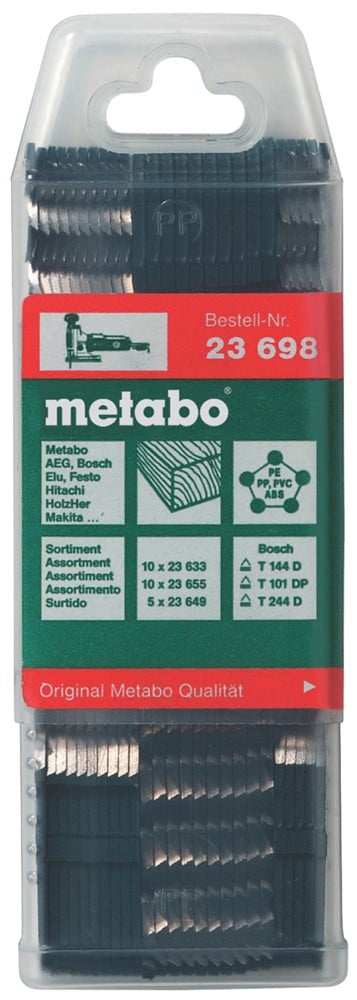 PP
Bestell-Nr.
23 698
metabo®
Metabo
AEG, Bosch
Elu, Festo
Hitachi
HolzHer
Makita ...
PE
PP, PVC
ABS
Sortiment
Assortment
Assortiment
Assortimento
Surtido
10 x 23 633
10 x 23 655
5 x 23 649
Bosch
≙ T 144 D
≙ T 101 DP
≙ T 244 D
Original Metabo Qualität
PP